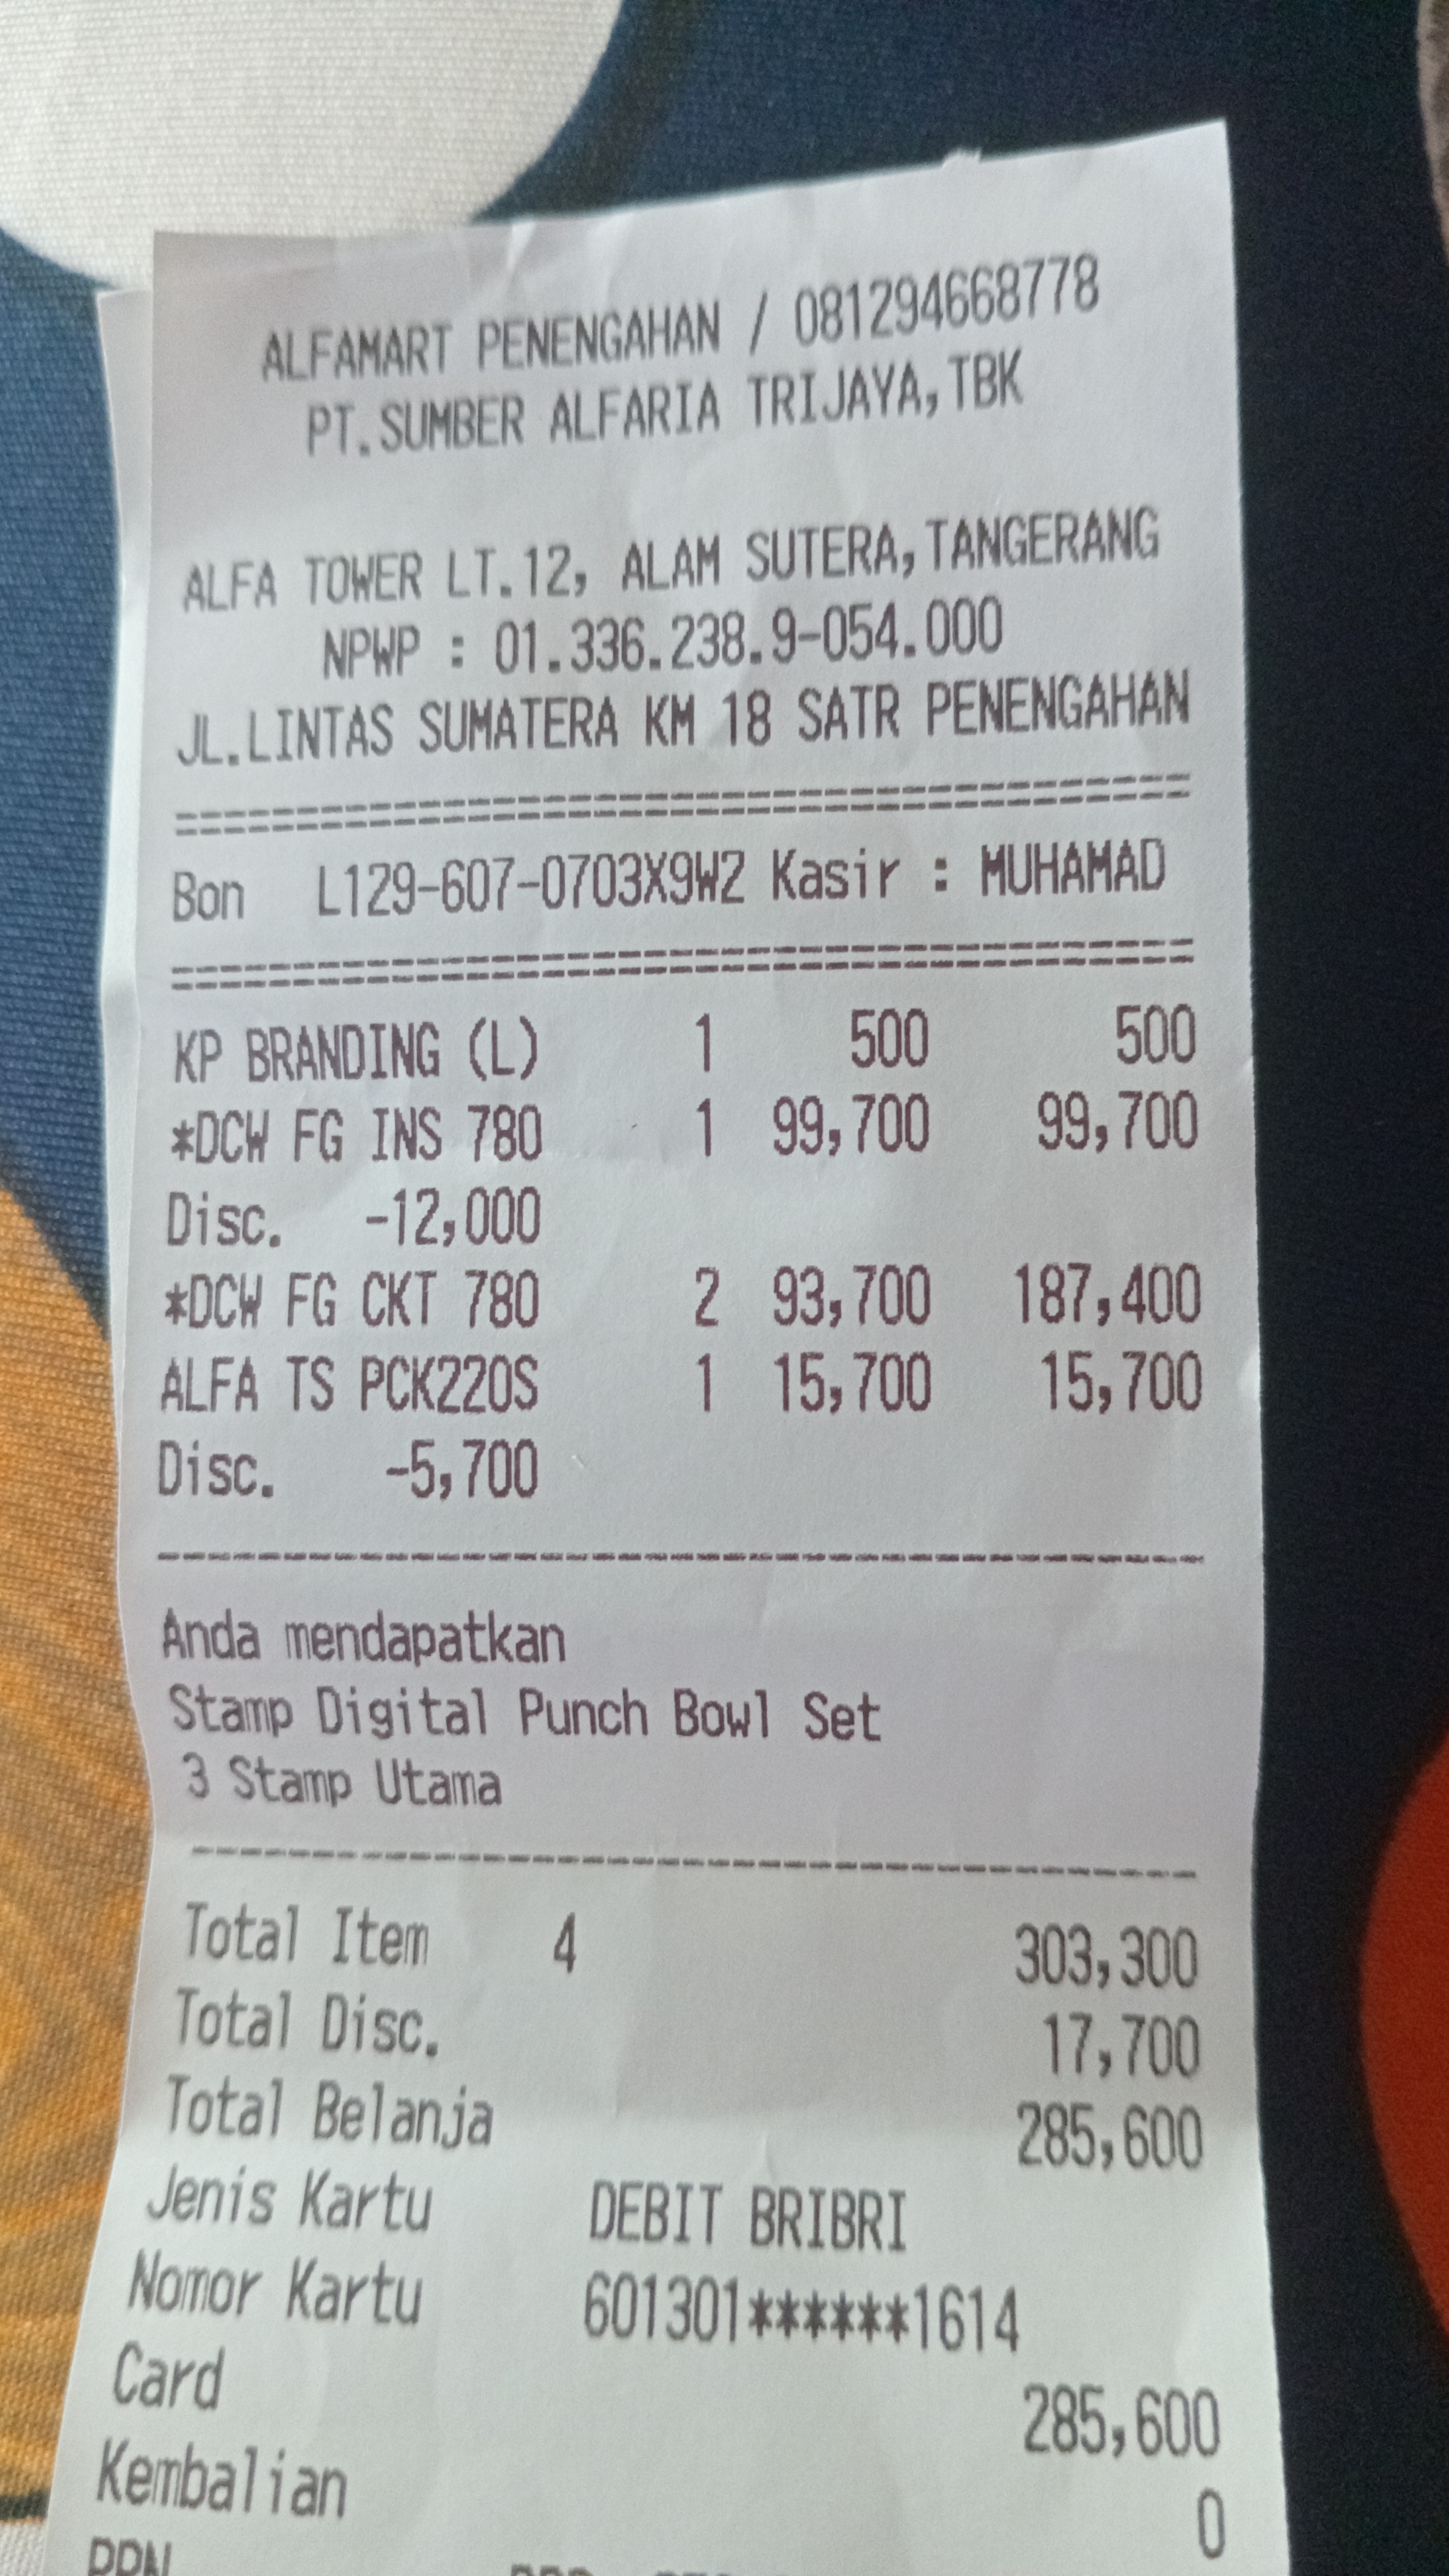 ALFAMART PENENGAHAN / 081294668778
PT.SUMBER ALFARIA TRIJAYA,TBK
ALFA TOWER LT.12, ALAM SUTERA,TANGERANG
NPWP : 01.336.238.9-054.000
JL.LINTAS SUMATERA KM 18 SATR PENENGAHAN
Bon L129-607-0703X9W2 Kasir : MUHAMAD
KP BRANDING (L) 1 500 500
*DCW FG INS 780 1 99,700 99,700
Disc. -12,000
*DCW FG CKT 780 2 93,700 187,400
ALFA TS PCK220S 1 15,700 15,700
Disc. -5,700
Anda mendapatkan
Stamp Digital Punch Bowl Set
3 Stamp Utama
Total Item 4 303,300
Total Disc. 17,700
Total Belanja 285,600
Jenis Kartu DEBIT BRIBRI
Nomor Kartu 601301******1614
Card 285,600
Kembalian 0
PPN